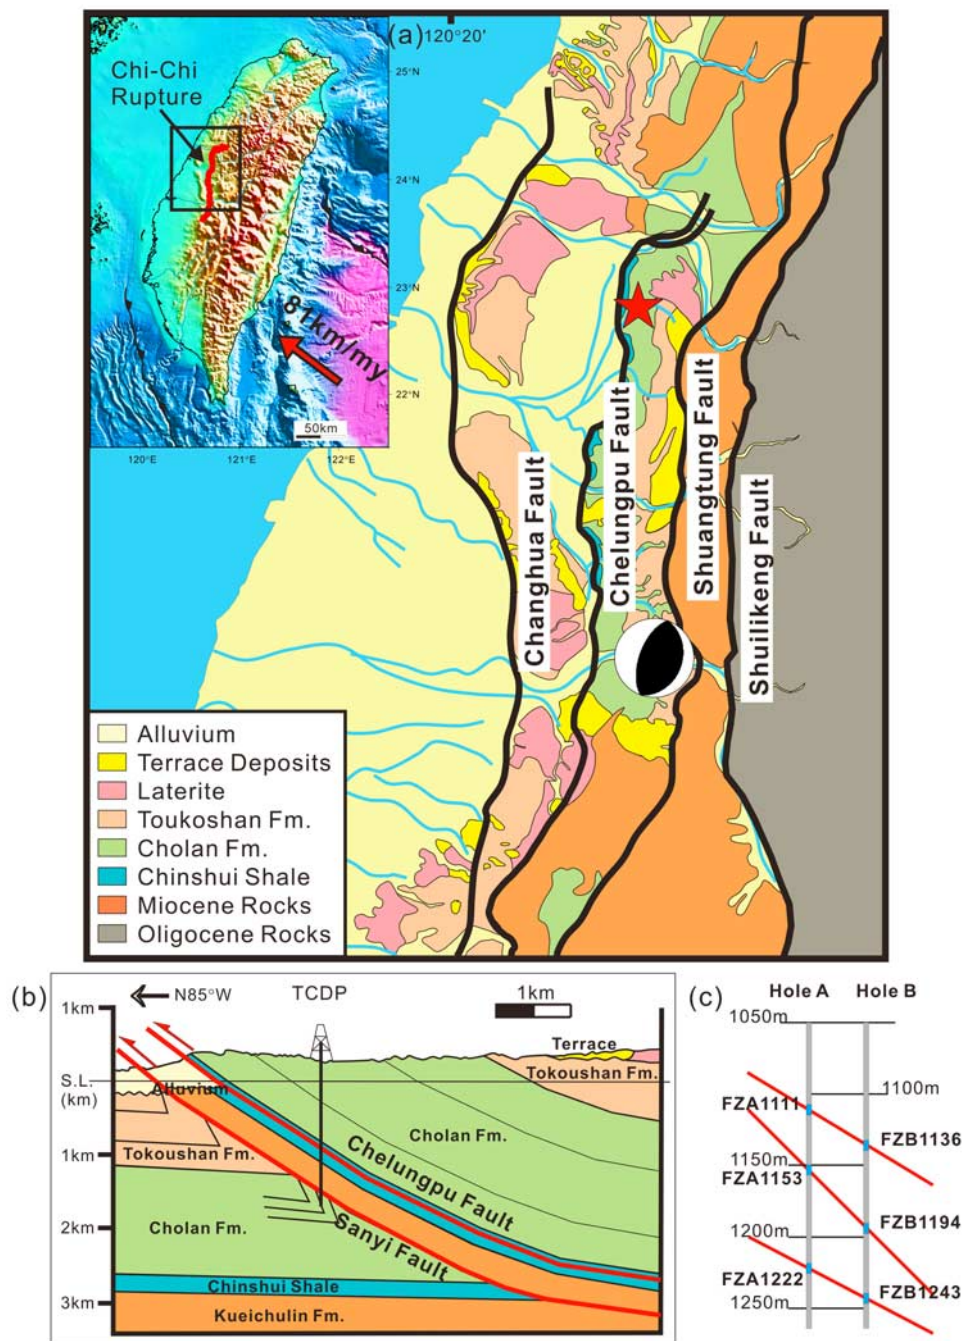 (a)
120°20'
Chi-Chi
Rupture
25°N
24°N
23°N
22°N
81km/my
50km
120°E
121°E
122°E
Changhua Fault
Chelungpu Fault
Shuangtung Fault
Shuilikeng Fault
Alluvium
Terrace Deposits
Laterite
Toukoshan Fm.
Cholan Fm.
Chinshui Shale
Miocene Rocks
Oligocene Rocks
(b)
N85°W
TCDP
1km
1km
S.L.
(km)
1km
2km
3km
Terrace
Tokoushan Fm.
Alluvium
Cholan Fm.
Tokoushan Fm.
Chelungpu Fault
Sanyi Fault
Cholan Fm.
Chinshui Shale
Kueichulin Fm.
(c)
Hole A
Hole B
1050m
1100m
FZA1111
FZB1136
1150m
FZA1153
FZB1194
1200m
FZA1222
FZB1243
1250m